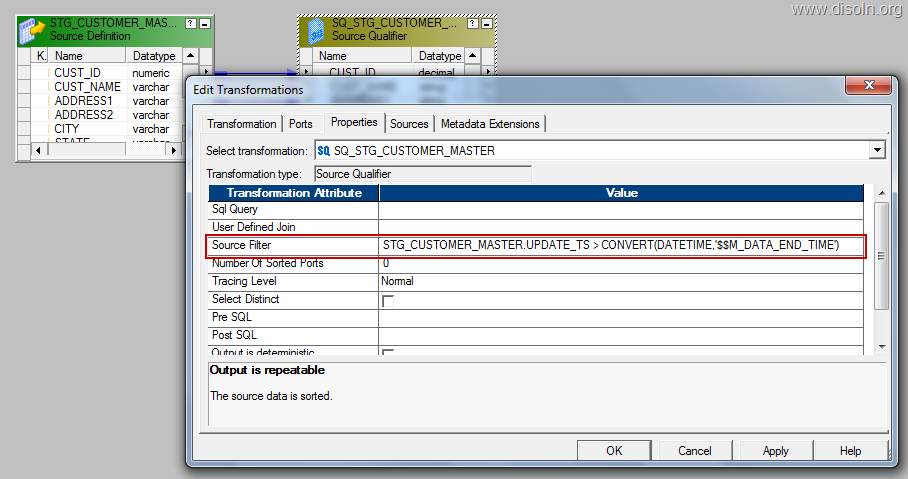 www.disoln.org
STG_CUSTOMER_MAS...
Source Definition
K. Name Datatype
CUST_ID numeric
CUST_NAME varchar
ADDRESS1 varchar
ADDRESS2 varchar
CITY varchar
STATE varchar
SQ_STG_CUSTOMER_...
Source Qualifier
Name Datatype
CUST_ID decimal
Edit Transformations
Transformation Ports Properties Sources Metadata Extensions
Select transformation: SQ SQ_STG_CUSTOMER_MASTER
Transformation type: Source Qualifier
Transformation Attribute Value
Sql Query
User Defined Join
Source Filter STG_CUSTOMER_MASTER.UPDATE_TS > CONVERT(DATETIME,'$$M_DATA_END_TIME')
Number Of Sorted Ports 0
Tracing Level Normal
Select Distinct
Pre SQL
Post SQL
Output is deterministic
Output is repeatable
The source data is sorted.
OK Cancel Apply Help